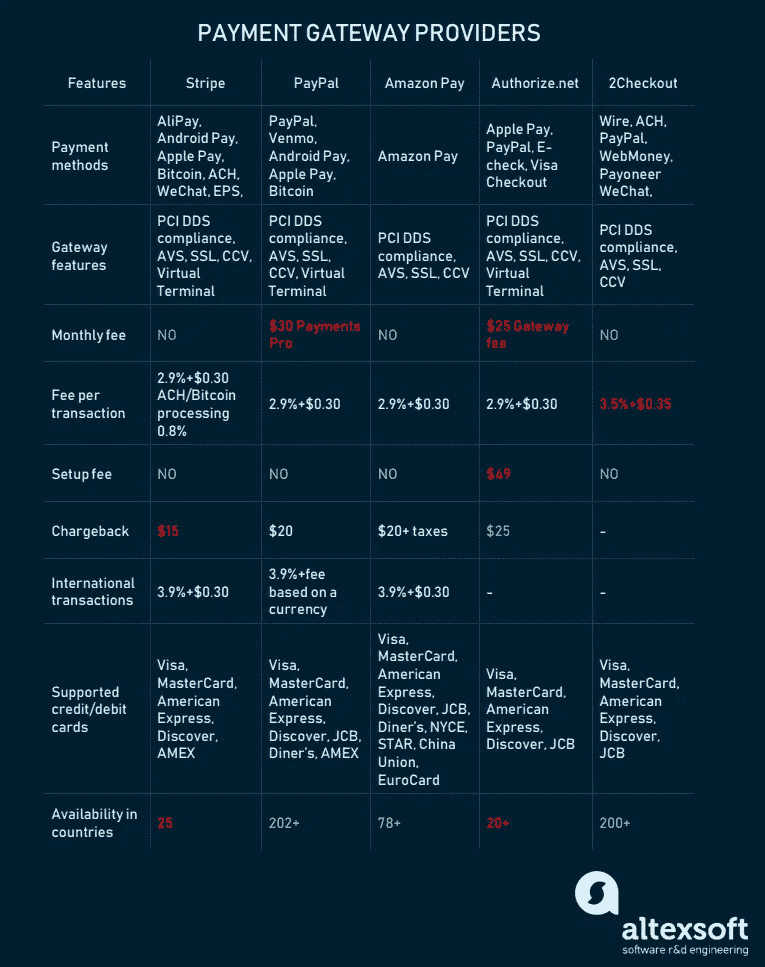 PAYMENT GATEWAY PROVIDERS
Features
Stripe
PayPal
Amazon Pay
Authorize.net
2Checkout
Payment
methods
AliPay,
Android Pay,
Apple Pay,
Bitcoin, ACH,
WeChat, EPS,
PayPal,
Venmo,
Android Pay,
Apple Pay,
Bitcoin
Amazon Pay
Apple Pay,
PayPal, E-
check, Visa
Checkout
Wire, ACH,
PayPal,
WebMoney,
Payoneer
WeChat,
Gateway
features
PCI DDS
compliance,
AVS, SSL, CCV,
Virtual
Terminal
PCI DDS
compliance,
AVS, SSL,
CCV, Virtual
Terminal
PCI DDS
compliance,
AVS, SSL, CCV
PCI DDS
compliance,
AVS, SSL, CCV,
Virtual
Terminal
PCI DDS
compliance,
AVS, SSL,
CCV
Monthly fee
NO
$30 Payments
Pro
NO
$25 Gateway
fee
NO
Fee per
transaction
2.9%+$0.30
ACH/Bitcoin
processing
0.8%
2.9%+$0.30
2.9%+$0.30
2.9%+$0.30
3.5%+$0.35
Setup fee
NO
NO
NO
$49
NO
Chargeback
$15
$20
$20+ taxes
$25
-
International
transactions
3.9%+$0.30
3.9%+fee
based on a
currency
3.9%+$0.30
-
-
Supported
credit/debit
cards
Visa,
MasterCard,
American
Express,
Discover,
AMEX
Visa,
MasterCard,
American
Express,
Discover, JCB,
Diner's, AMEX
Visa,
MasterCard,
American
Express,
Discover, JCB,
Diner's, NYCE,
STAR, China
Union,
EuroCard
Visa,
MasterCard,
American
Express,
Discover, JCB
Visa,
MasterCard,
American
Express,
Discover,
JCB
Availability in
countries
25
202+
78+
20+
200+
altexsoft
software r&d engineering